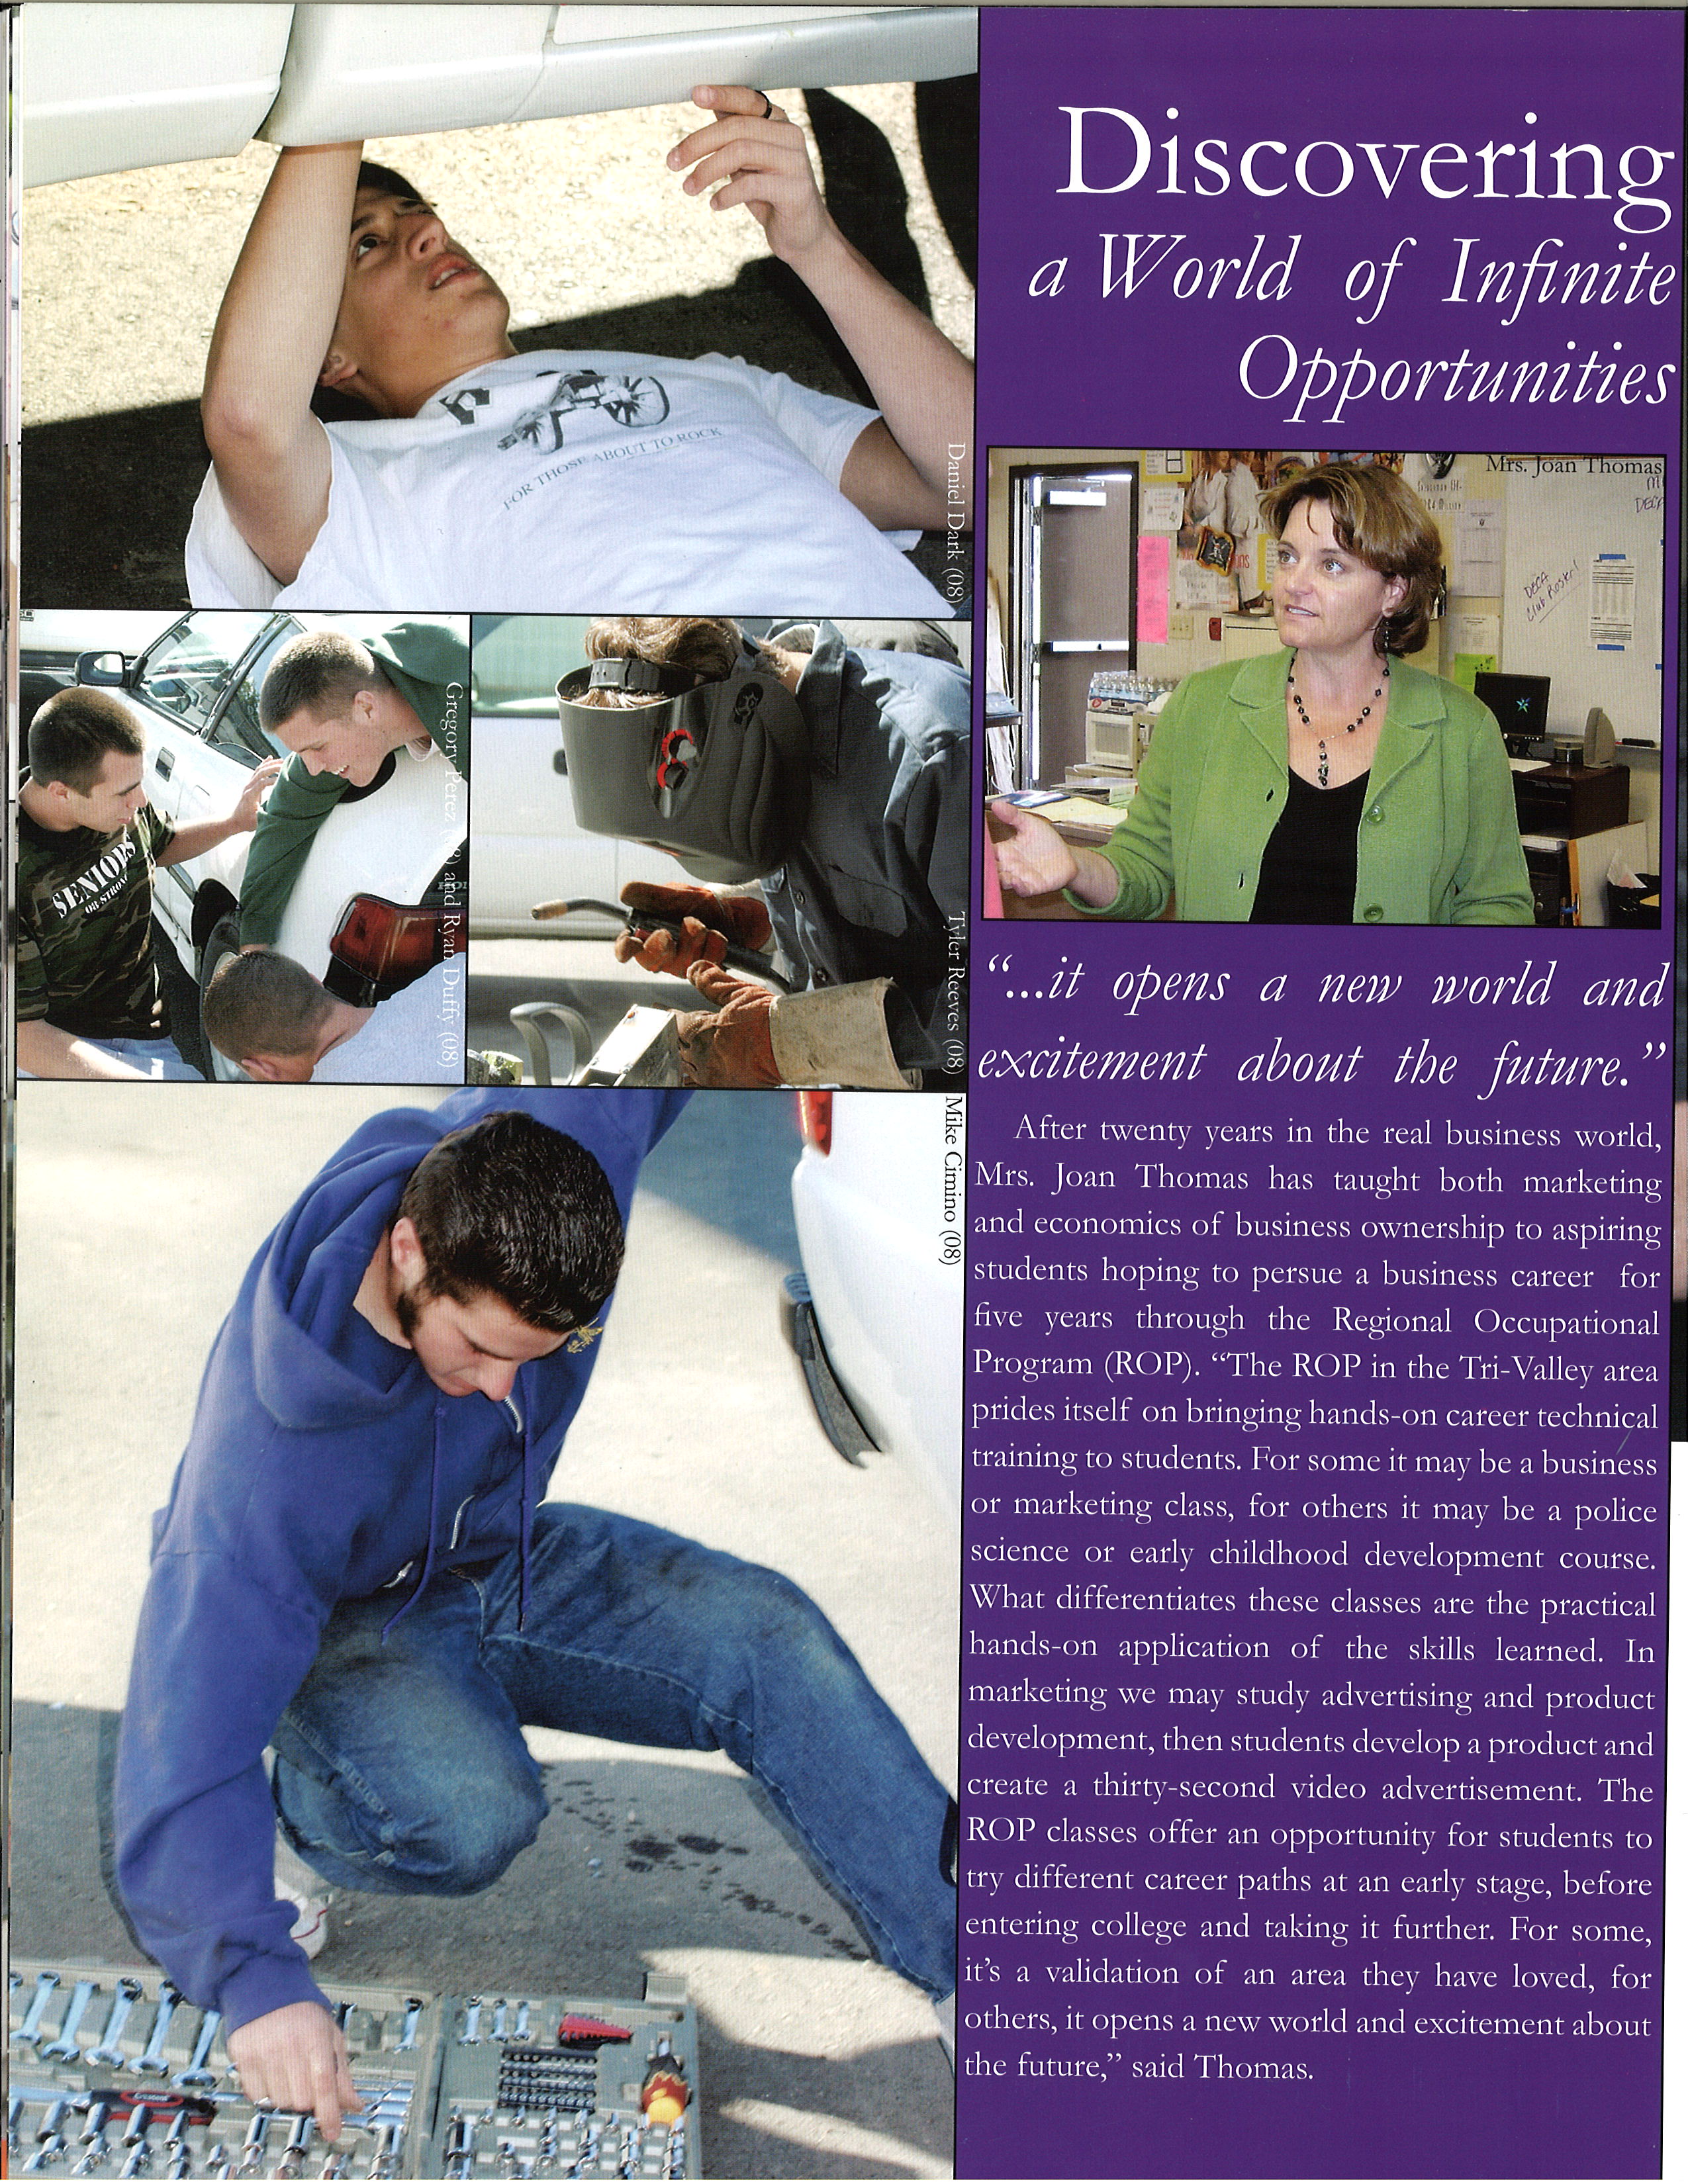 Discovering
a World of Infinite
Opportunities
Mrs. Joan Thomas
DECA
DECA
Club Roster!
FOR THOSE ABOUT TO ROCK
Daniel Dark (08)
SENIORS
08 STRONG
Gregory Perez (08) and Ryan Duffy (08)
Tyler Reeves (08)
Mike Cimino (08)
“...it opens a new world and
excitement about the future.”
After twenty years in the real business world,
Mrs. Joan Thomas has taught both marketing
and economics of business ownership to aspiring
students hoping to persue a business career for
five years through the Regional Occupational
Program (ROP). “The ROP in the Tri-Valley area
prides itself on bringing hands-on career technical
training to students. For some it may be a business
or marketing class, for others it may be a police
science or early childhood development course.
What differentiates these classes are the practical
hands-on application of the skills learned. In
marketing we may study advertising and product
development, then students develop a product and
create a thirty-second video advertisement. The
ROP classes offer an opportunity for students to
try different career paths at an early stage, before
entering college and taking it further. For some,
it’s a validation of an area they have loved, for
others, it opens a new world and excitement about
the future,” said Thomas.